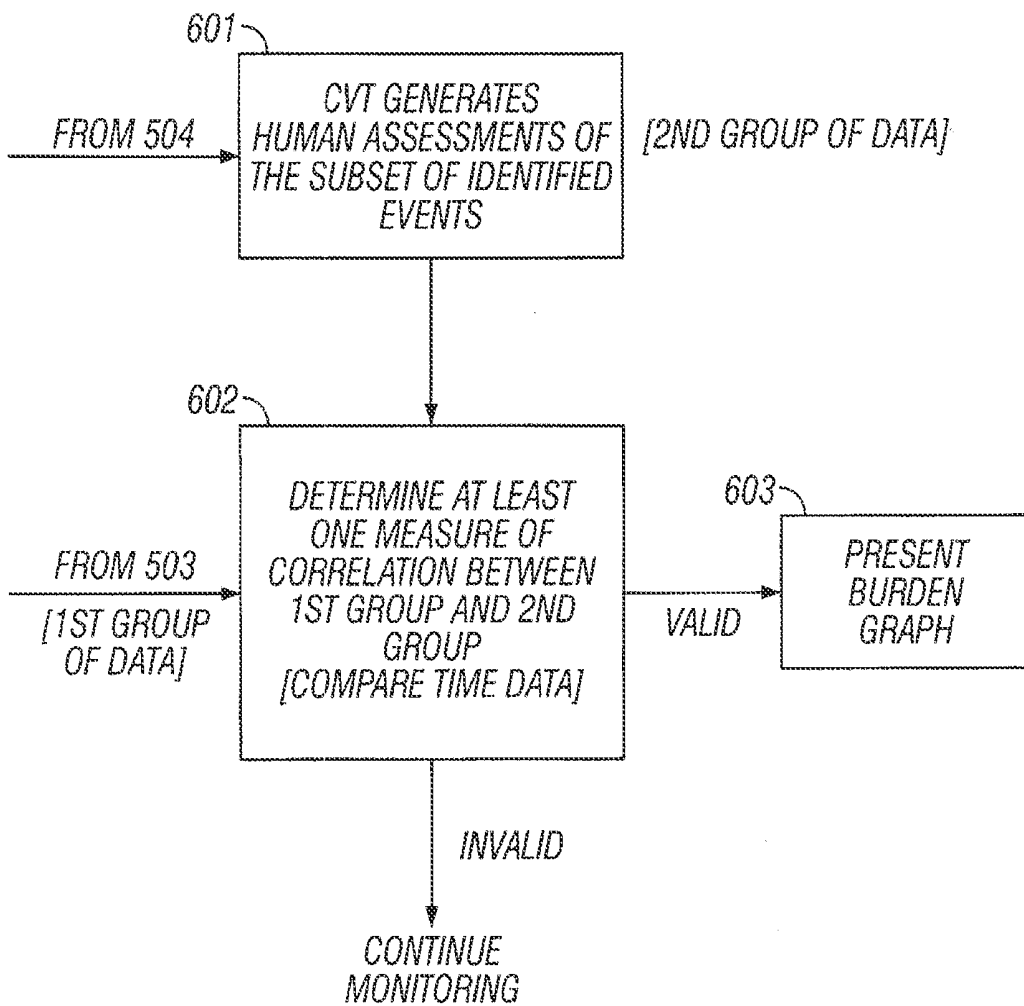 601
CVT GENERATES
HUMAN ASSESSMENTS OF
THE SUBSET OF IDENTIFIED
EVENTS
FROM 504
[2ND GROUP OF DATA]
602
DETERMINE AT LEAST
ONE MEASURE OF
CORRELATION BETWEEN
1ST GROUP AND 2ND
GROUP
[COMPARE TIME DATA]
FROM 503
[1ST GROUP
OF DATA]
VALID
603
PRESENT
BURDEN
GRAPH
INVALID
CONTINUE
MONITORING